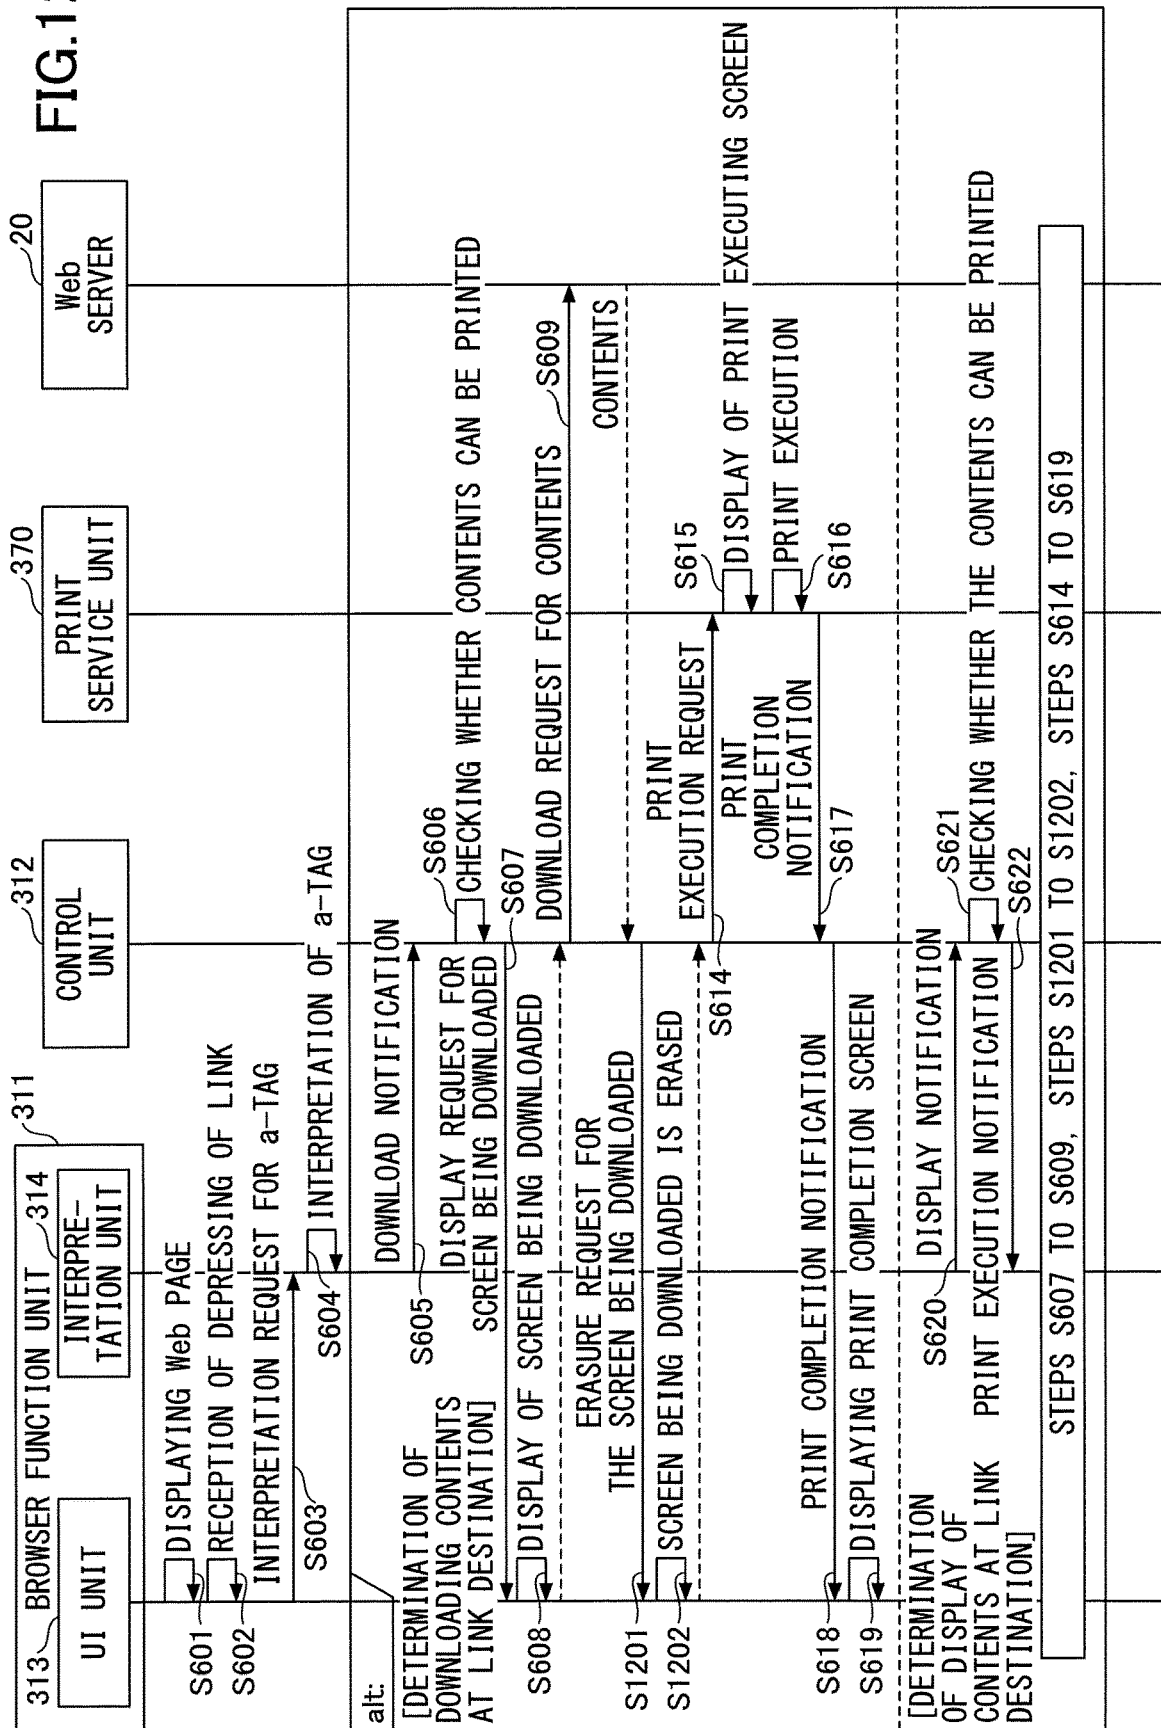 FIG.1
313
BROWSER FUNCTION UNIT
311
UI UNIT
314
INTERPRE-
TATION UNIT
312
CONTROL
UNIT
370
PRINT
SERVICE UNIT
20
Web
SERVER
DISPLAYING Web PAGE
S601
RECEPTION OF DEPRESSING OF LINK
S602
INTERPRETATION REQUEST FOR a-TAG
S603
INTERPRETATION OF a-TAG
S604
alt:
[DETERMINATION OF
DOWNLOADING CONTENTS
AT LINK DESTINATION]
DOWNLOAD NOTIFICATION
S605
S606
CHECKING WHETHER CONTENTS CAN BE PRINTED
DISPLAY REQUEST FOR
SCREEN BEING DOWNLOADED
S607
DISPLAY OF SCREEN BEING DOWNLOADED
S608
DOWNLOAD REQUEST FOR CONTENTS
S609
CONTENTS
ERASURE REQUEST FOR
THE SCREEN BEING DOWNLOADED
S1201
SCREEN BEING DOWNLOADED IS ERASED
S1202
PRINT
EXECUTION REQUEST
S614
S615
DISPLAY OF PRINT EXECUTING SCREEN
PRINT EXECUTION
S616
PRINT
COMPLETION
NOTIFICATION
S617
PRINT COMPLETION NOTIFICATION
S618
DISPLAYING PRINT COMPLETION SCREEN
S619
[DETERMINATION
OF DISPLAY OF
CONTENTS AT LINK
DESTINATION]
DISPLAY NOTIFICATION
S620
S621
CHECKING WHETHER THE CONTENTS CAN BE PRINTED
PRINT EXECUTION NOTIFICATION
S622
STEPS S607 TO S609, STEPS S1201 TO S1202, STEPS S614 TO S619